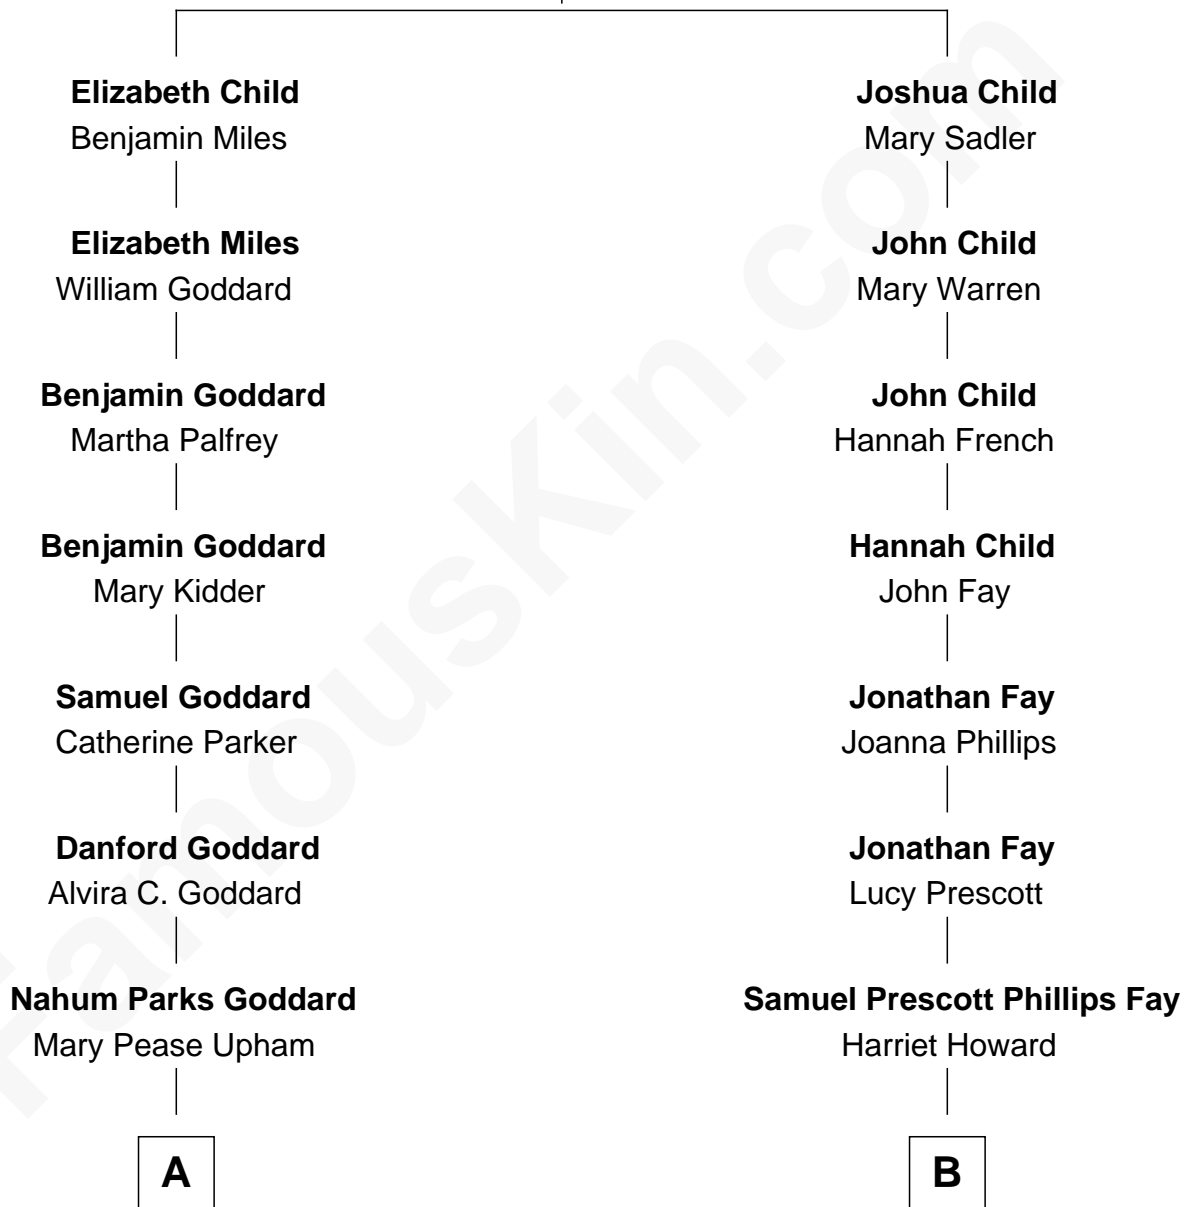 Elizabeth Child
Benjamin Miles
Elizabeth Miles
William Goddard
Benjamin Goddard
Martha Palfrey
Benjamin Goddard
Mary Kidder
Samuel Goddard
Catherine Parker
Danford Goddard
Alvira C. Goddard
Nahum Parks Goddard
Mary Pease Upham
A
Joshua Child
Mary Sadler
John Child
Mary Warren
John Child
Hannah French
Hannah Child
John Fay
Jonathan Fay
Joanna Phillips
Jonathan Fay
Lucy Prescott
Samuel Prescott Phillips Fay
Harriet Howard
B
FamousKin.com